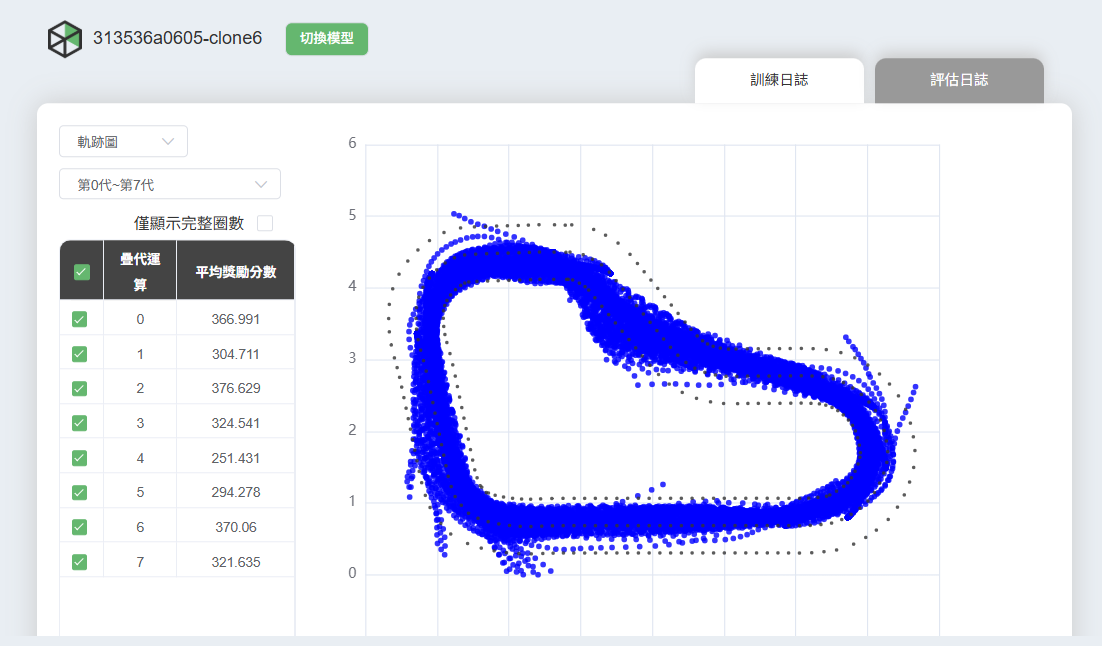 313536a0605-clone6
切換模型
訓練日誌
評估日誌
軌跡圖
第0代~第7代
僅顯示完整圈數
疊代運算
平均獎勵分數
0 366.991
1 304.711
2 376.629
3 324.541
4 251.431
5 294.278
6 370.06
7 321.635
6
5
4
3
2
1
0